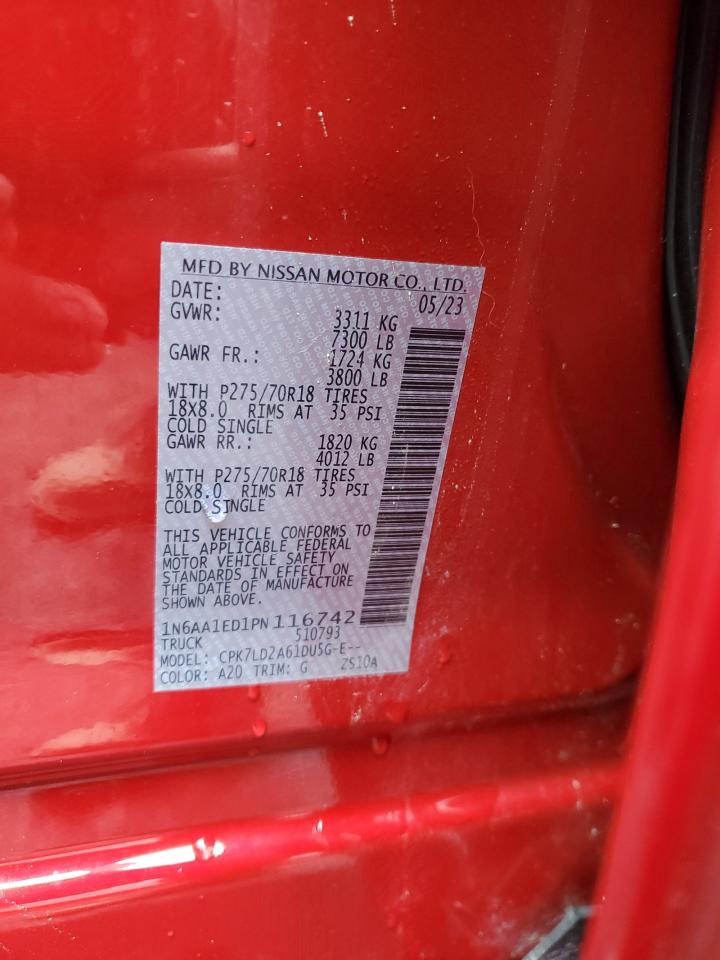 MFD BY NISSAN MOTOR CO., LTD.
DATE: 05/23
GVWR: 3311 KG
7300 LB
GAWR FR.: 1724 KG
3800 LB
WITH P275/70R18 TIRES
18X8.0 RIMS AT 35 PSI
COLD SINGLE
GAWR RR.: 1820 KG
4012 LB
WITH P275/70R18 TIRES
18X8.0 RIMS AT 35 PSI
COLD SINGLE
THIS VEHICLE CONFORMS TO
ALL APPLICABLE FEDERAL
MOTOR VEHICLE SAFETY
STANDARDS IN EFFECT ON
THE DATE OF MANUFACTURE
SHOWN ABOVE.
1N6AA1ED1PN116742
TRUCK 510793
MODEL: CPK7LD2A61DU5G-E--
COLOR: A20 TRIM: G ZS10A